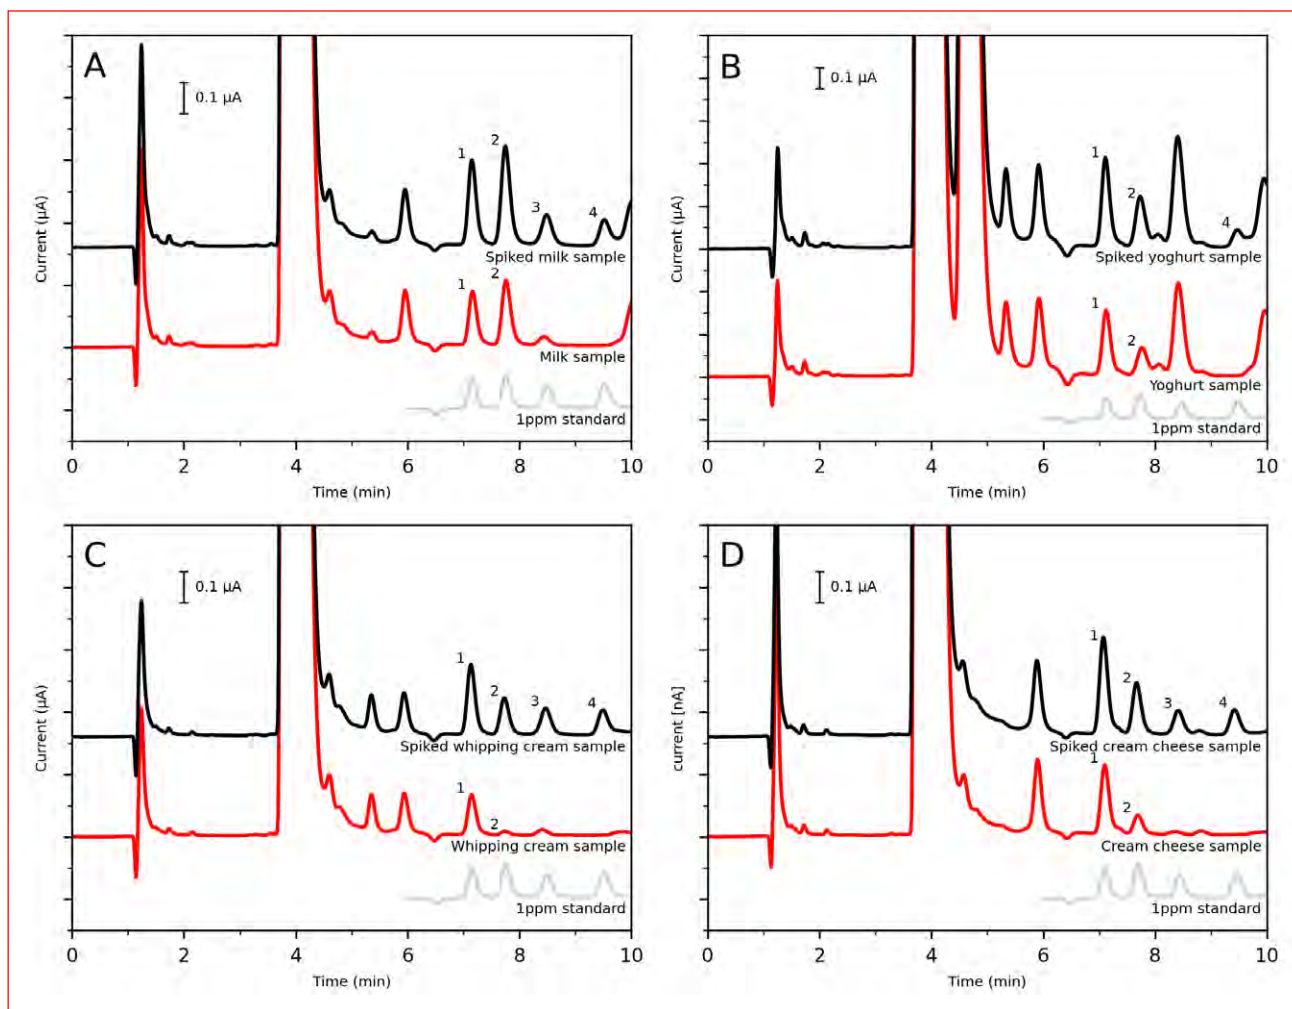 A
0.1 µA
1
2
3
4
Spiked milk sample
1
2
Milk sample
1ppm standard
Current (µA)
0
2
4
6
8
10
Time (min)
B
0.1 µA
1
2
4
Spiked yoghurt sample
1
2
Yoghurt sample
1ppm standard
Current (µA)
0
2
4
6
8
10
Time (min)
C
0.1 µA
1
2
3
4
Spiked whipping cream sample
1
2
Whipping cream sample
1ppm standard
Current (µA)
0
2
4
6
8
10
Time (min)
D
0.1 µA
1
2
3
4
Spiked cream cheese sample
1
2
Cream cheese sample
1ppm standard
current [nA]
0
2
4
6
8
10
Time (min)